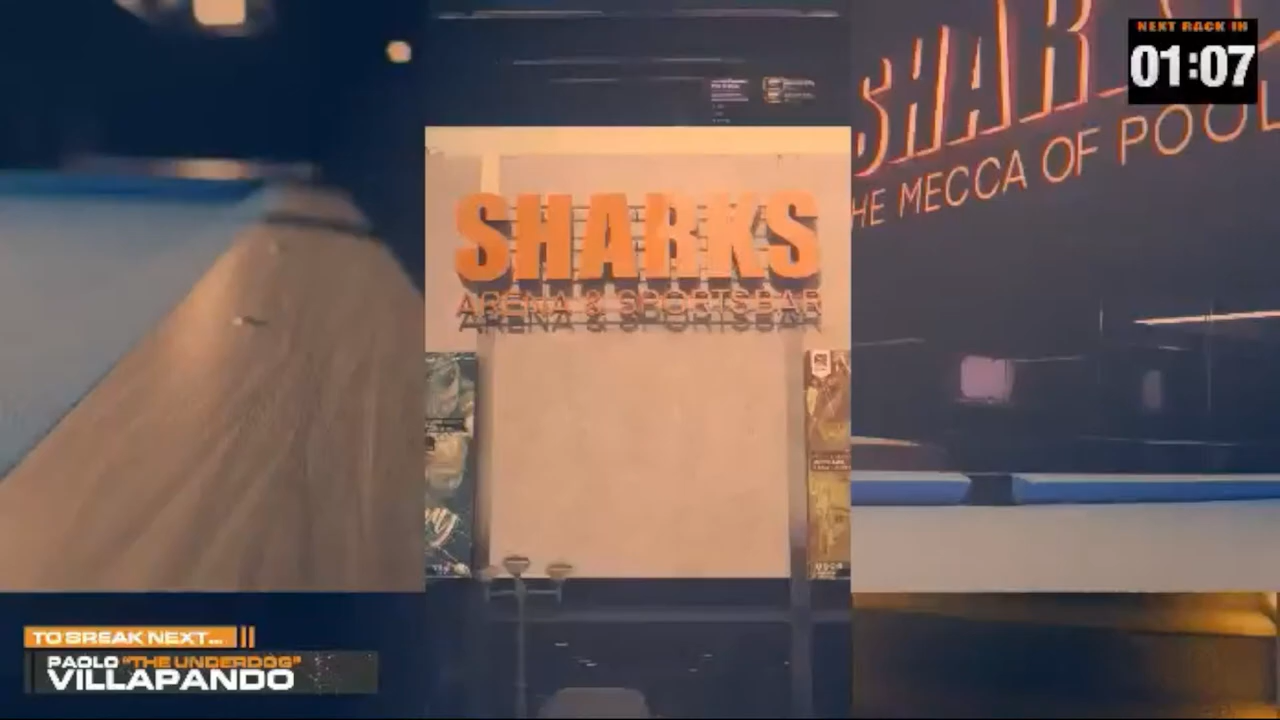 NEXT RACK IN
01:07
SHARKS
THE MECCA OF POOL
SHARKS
ARENA & SPORTSBAR
TO BREAK NEXT...
PAOLO "THE UNDERDOG"
VILLAPANDO